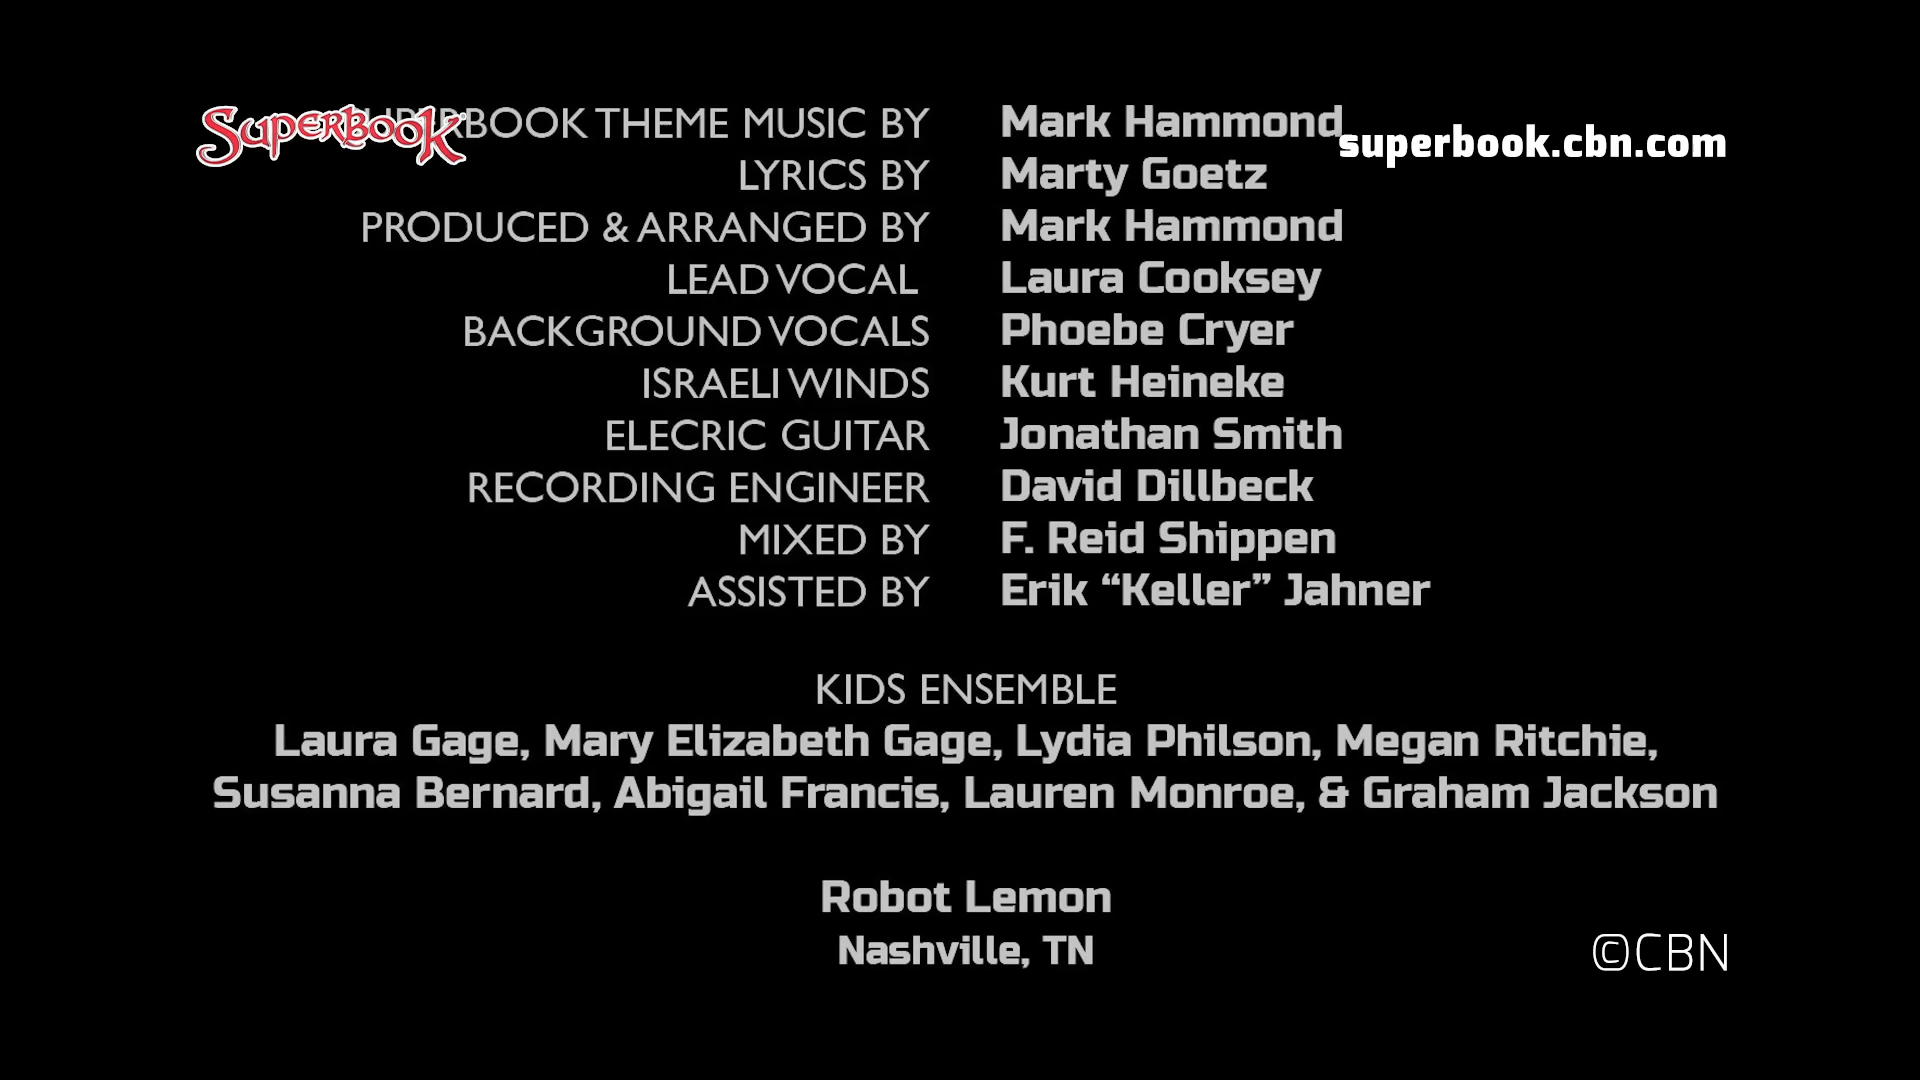 Superbook
SUPERBOOK THEME MUSIC BY Mark Hammond
superbook.cbn.com
LYRICS BY Marty Goetz
PRODUCED & ARRANGED BY Mark Hammond
LEAD VOCAL Laura Cooksey
BACKGROUND VOCALS Phoebe Cryer
ISRAELI WINDS Kurt Heineke
ELECRIC GUITAR Jonathan Smith
RECORDING ENGINEER David Dillbeck
MIXED BY F. Reid Shippen
ASSISTED BY Erik “Keller” Jahner
KIDS ENSEMBLE
Laura Gage, Mary Elizabeth Gage, Lydia Philson, Megan Ritchie,
Susanna Bernard, Abigail Francis, Lauren Monroe, & Graham Jackson
Robot Lemon
Nashville, TN
©CBN